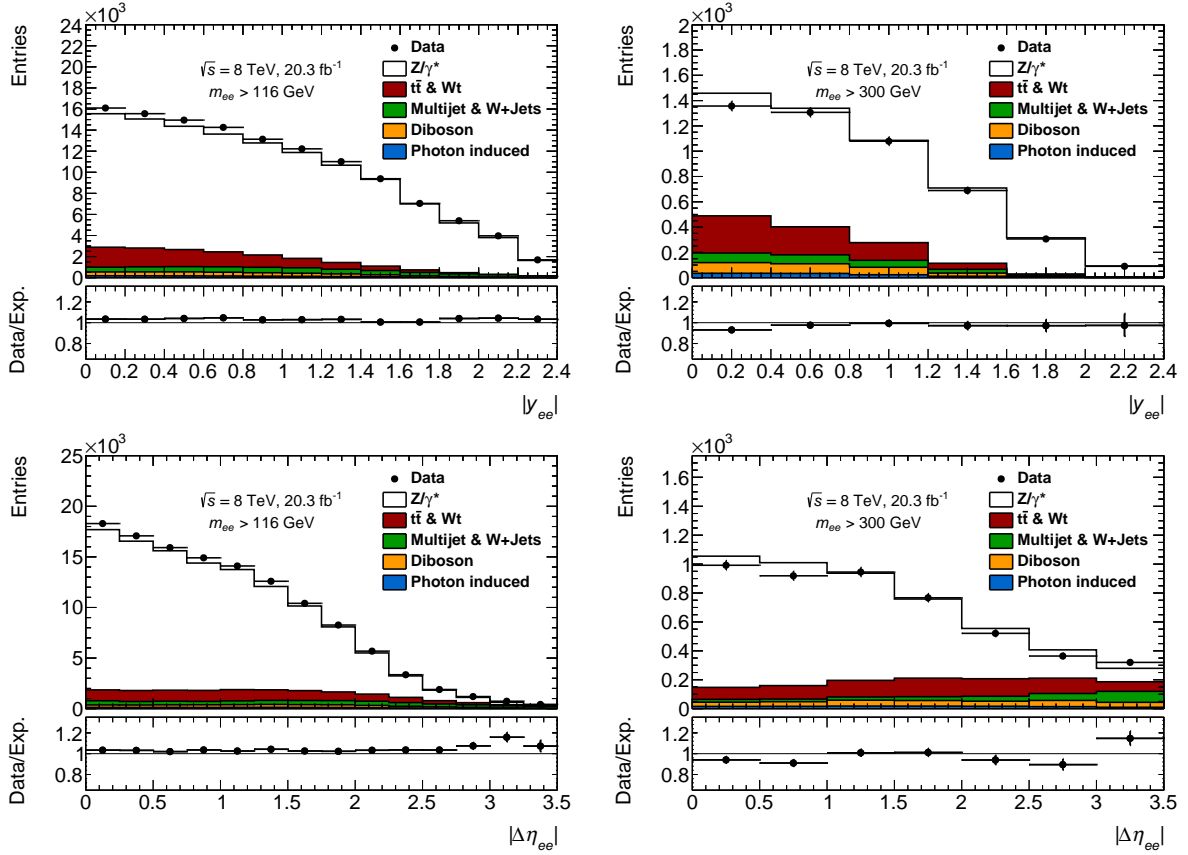 ×10³
Entries
24
22
20
18
16
14
12
10
8
6
4
2
0
√s = 8 TeV, 20.3 fb⁻¹
m_ee > 116 GeV
Data
Z/γ*
tt̄ & Wt
Multijet & W+Jets
Diboson
Photon induced
Data/Exp.
1.2
1
0.8
0 0.2 0.4 0.6 0.8 1 1.2 1.4 1.6 1.8 2 2.2 2.4
|y_ee|
×10³
Entries
2
1.8
1.6
1.4
1.2
1
0.8
0.6
0.4
0.2
0
√s = 8 TeV, 20.3 fb⁻¹
m_ee > 300 GeV
Data
Z/γ*
tt̄ & Wt
Multijet & W+Jets
Diboson
Photon induced
Data/Exp.
1.2
1
0.8
0 0.2 0.4 0.6 0.8 1 1.2 1.4 1.6 1.8 2 2.2 2.4
|y_ee|
×10³
Entries
25
20
15
10
5
0
√s = 8 TeV, 20.3 fb⁻¹
m_ee > 116 GeV
Data
Z/γ*
tt̄ & Wt
Multijet & W+Jets
Diboson
Photon induced
Data/Exp.
1.2
1
0.8
0 0.5 1 1.5 2 2.5 3 3.5
|Δη_ee|
×10³
Entries
1.6
1.4
1.2
1
0.8
0.6
0.4
0.2
0
√s = 8 TeV, 20.3 fb⁻¹
m_ee > 300 GeV
Data
Z/γ*
tt̄ & Wt
Multijet & W+Jets
Diboson
Photon induced
Data/Exp.
1.2
1
0.8
0 0.5 1 1.5 2 2.5 3 3.5
|Δη_ee|